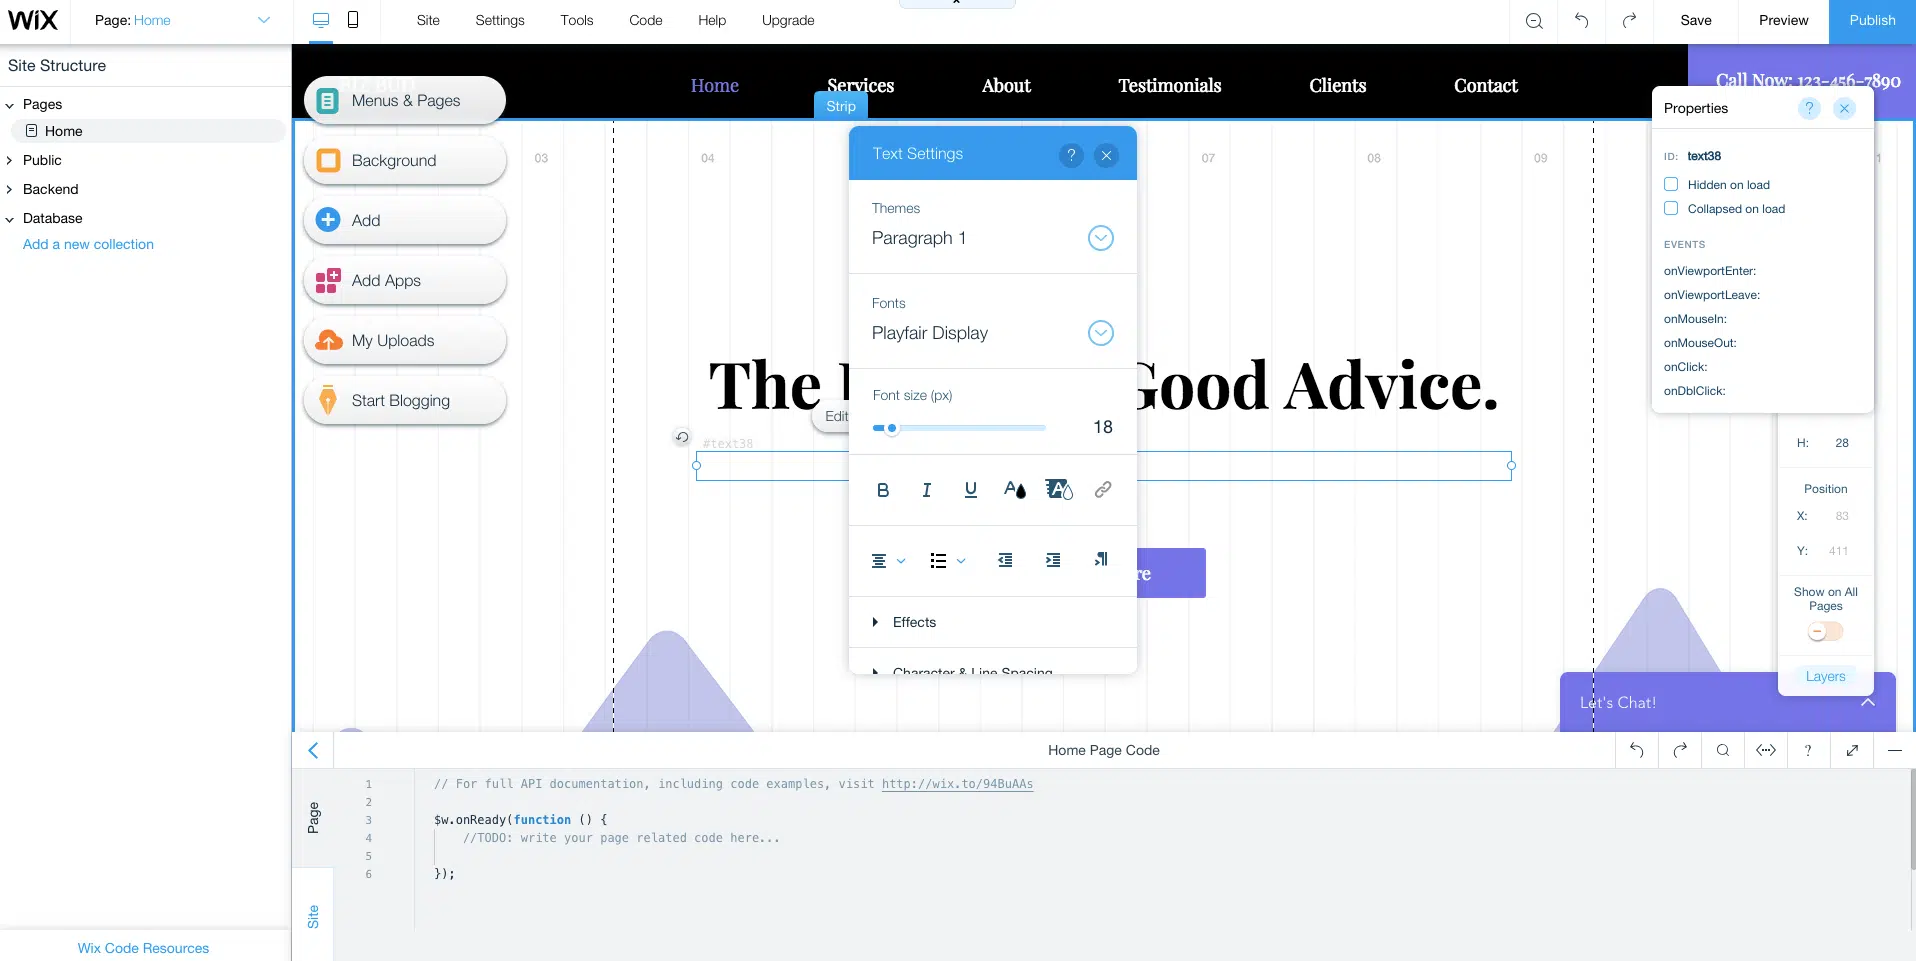 WiX
Page: Home
Site
Settings
Tools
Code
Help
Upgrade
Save
Preview
Publish
Site Structure
Pages
Home
Public
Backend
Database
Add a new collection
Wix Code Resources
Menus & Pages
Background
Add
Add Apps
My Uploads
Start Blogging
Home
Services
About
Testimonials
Clients
Contact
Call Now: 123-456-7890
Strip
03
04
07
08
09
1
Text Settings
?
Themes
Paragraph 1
Fonts
Playfair Display
Font size (px)
18
B I U A A
Effects
Character & Line Spacing
The
Good Advice.
Edit
#text38
re
Properties
?
ID: text38
Hidden on load
Collapsed on load
EVENTS
onViewportEnter:
onViewportLeave:
onMouseIn:
onMouseOut:
onClick:
onDblClick:
H: 28
Position
X: 83
Y: 411
Show on All
Pages
Layers
Let's Chat!
Home Page Code
?
Page
Site
1 // For full API documentation, including code examples, visit http://wix.to/94BuAAs
2
3 $w.onReady(function () {
4 //TODO: write your page related code here...
5
6 });